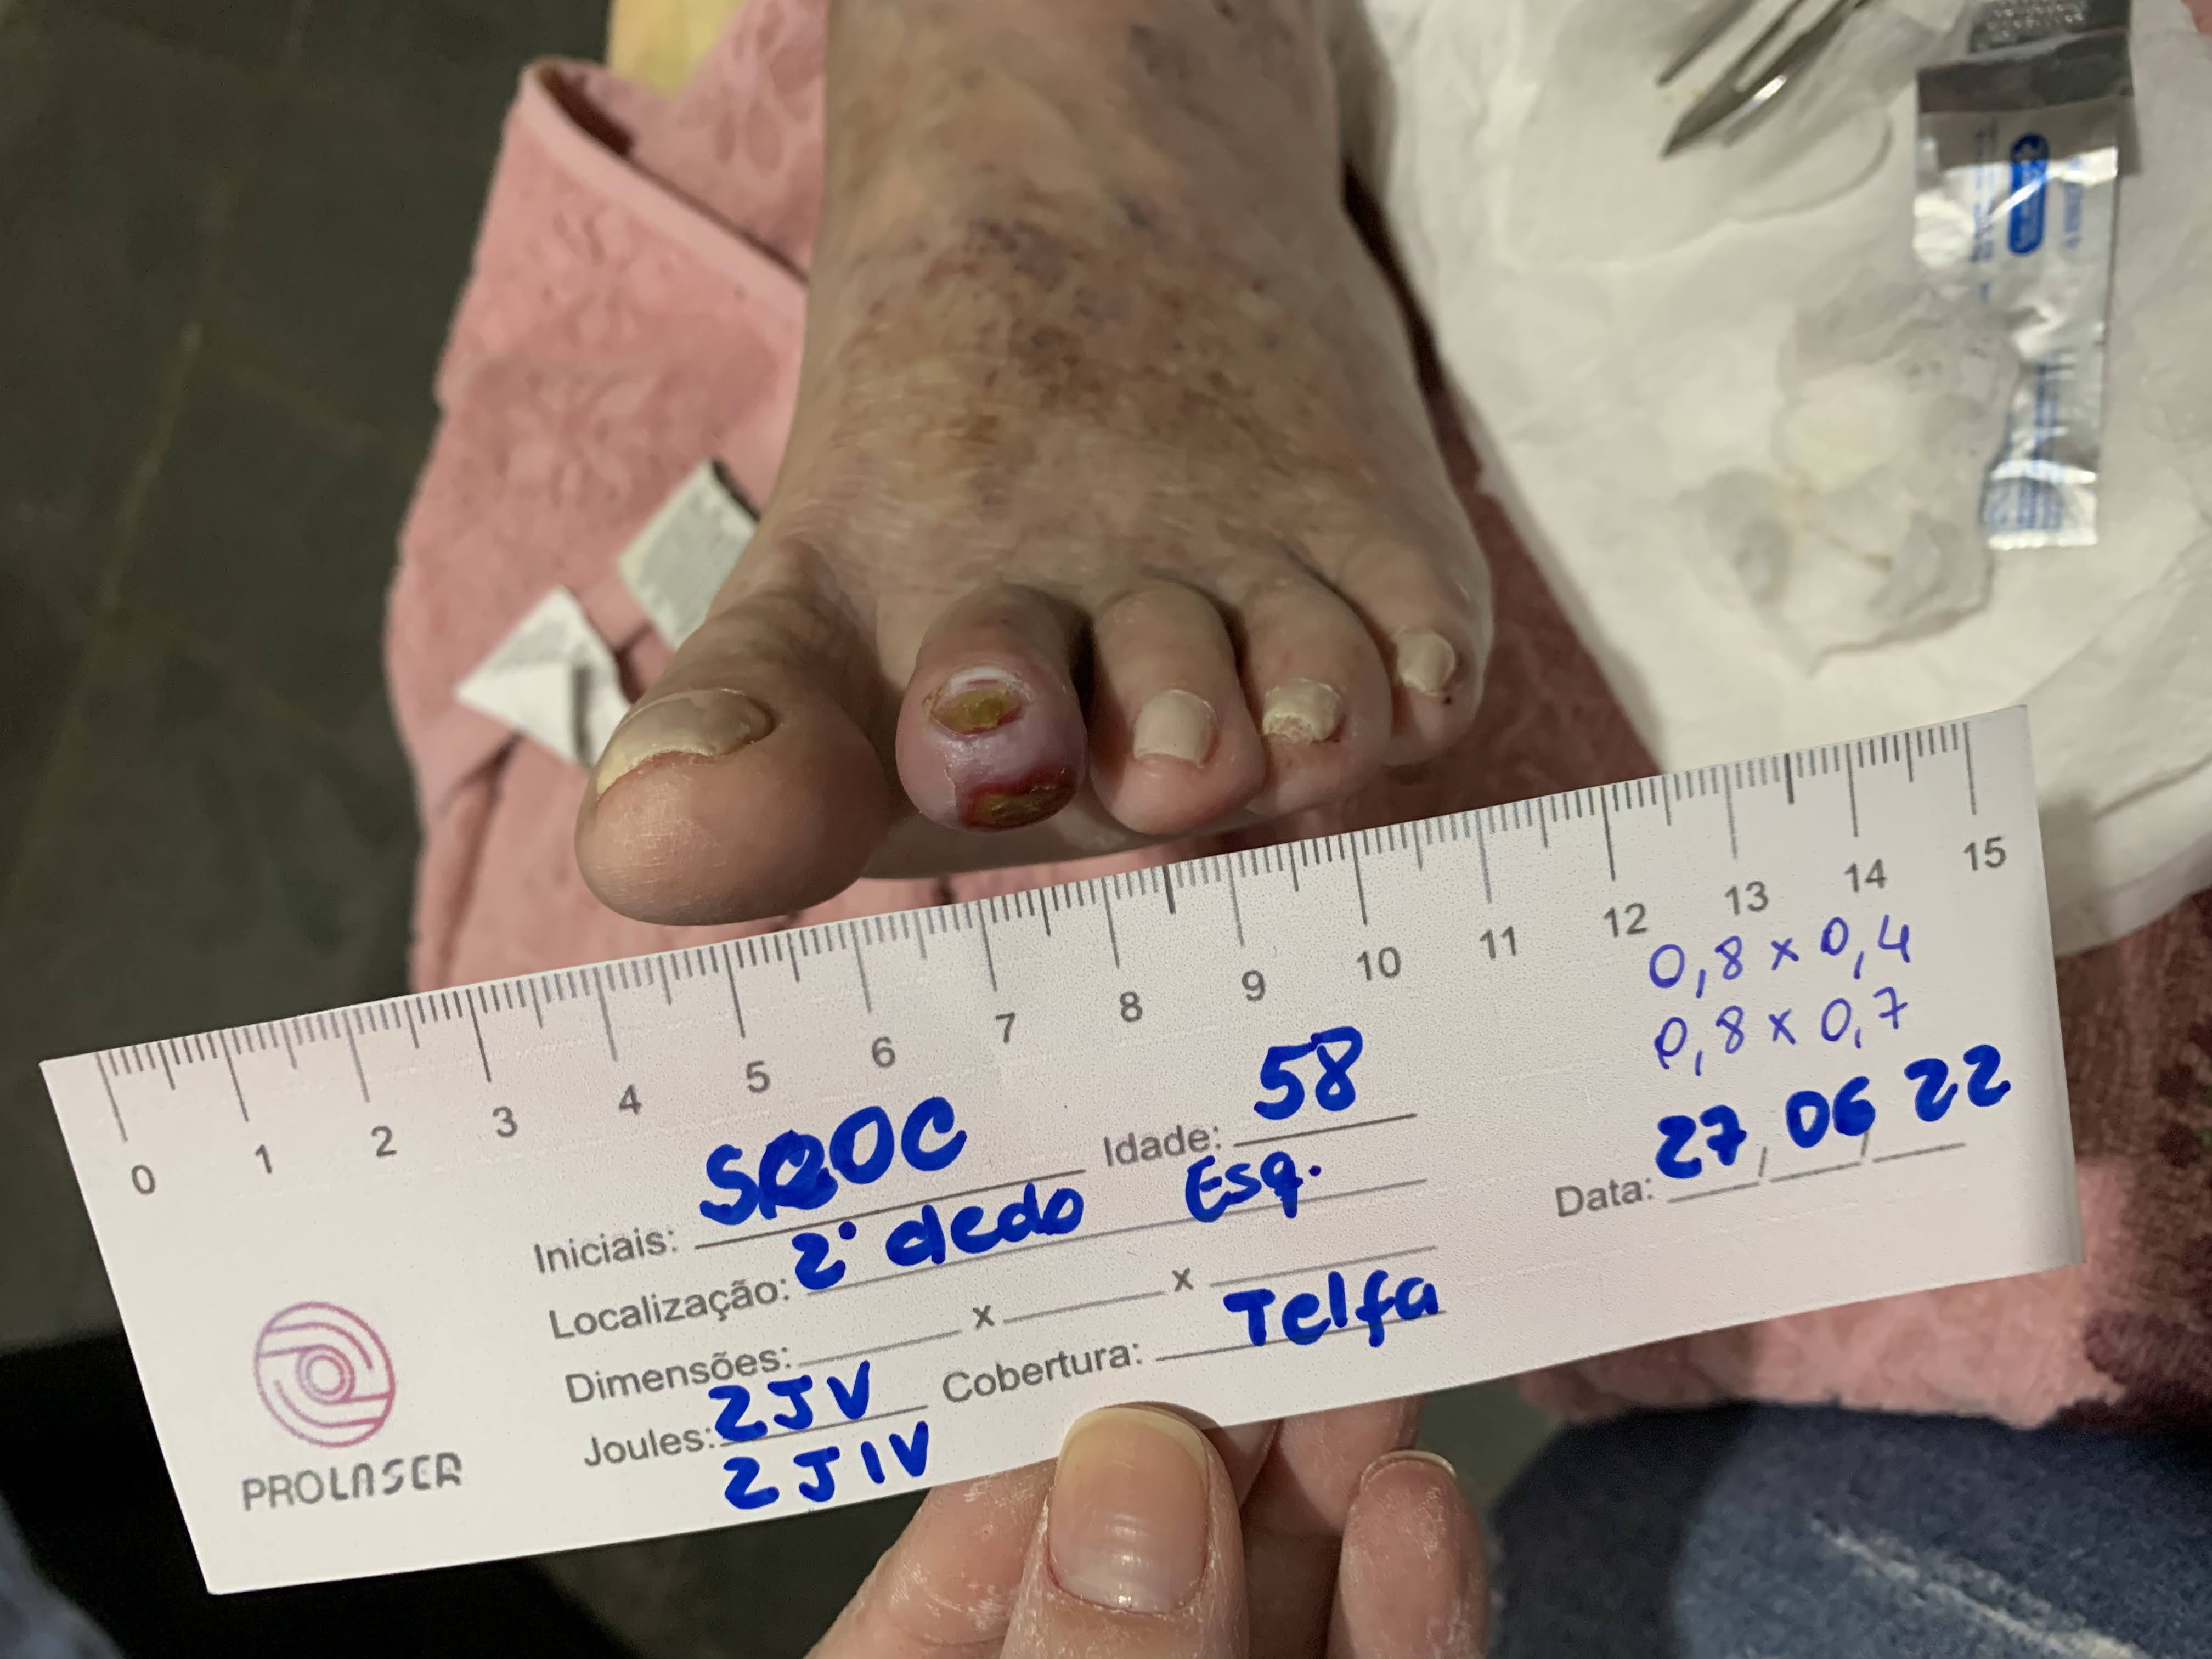 0 1 2 3 4 5 6 7 8 9 10 11 12 13 14 15
0,8 x 0,4
0,8 x 0,7
Iniciais: SROC Idade: 58
Localização: 2º dedo Esq.
Data: 27/06/22
Dimensões: x x
Joules: 2JV Cobertura: Telfa
2JIV
PROLASER